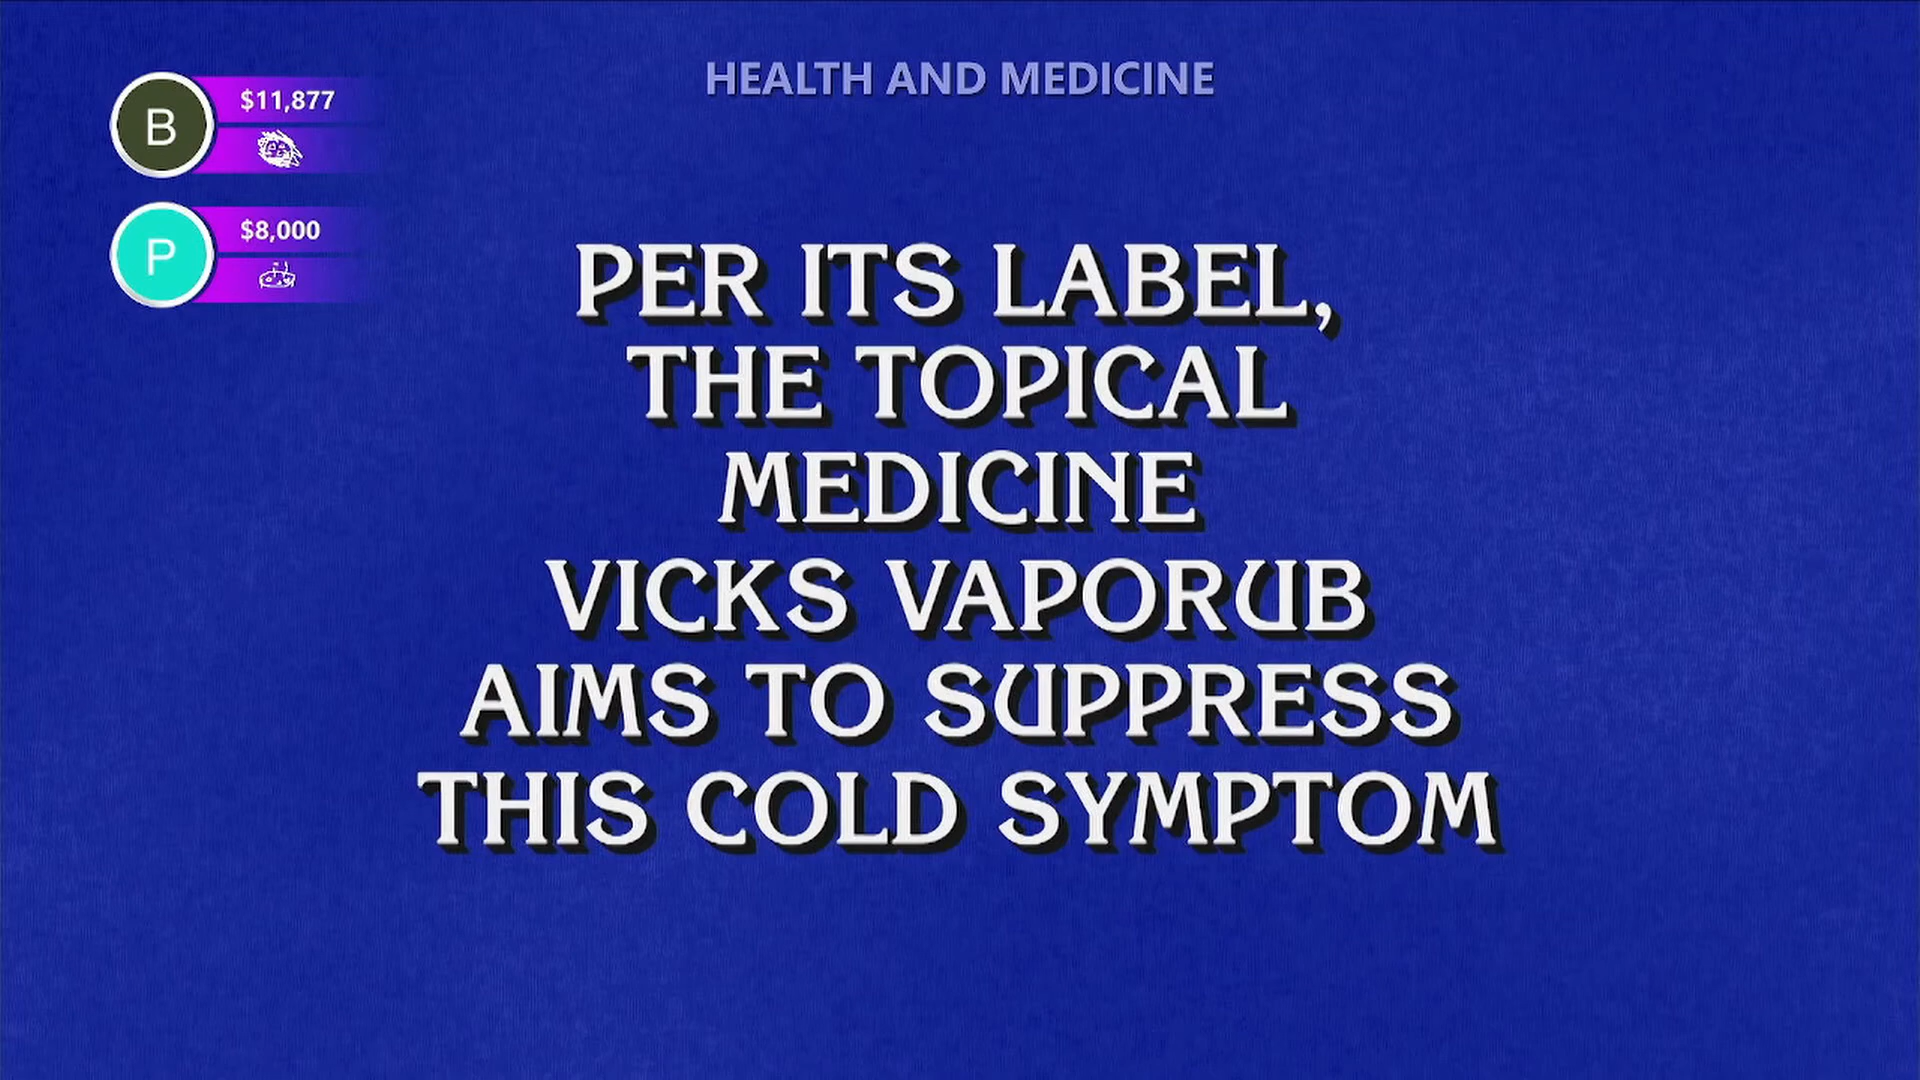 HEALTH AND MEDICINE
B
$11,877
P
$8,000
PER ITS LABEL,
THE TOPICAL
MEDICINE
VICKS VAPORUB
AIMS TO SUPPRESS
THIS COLD SYMPTOM